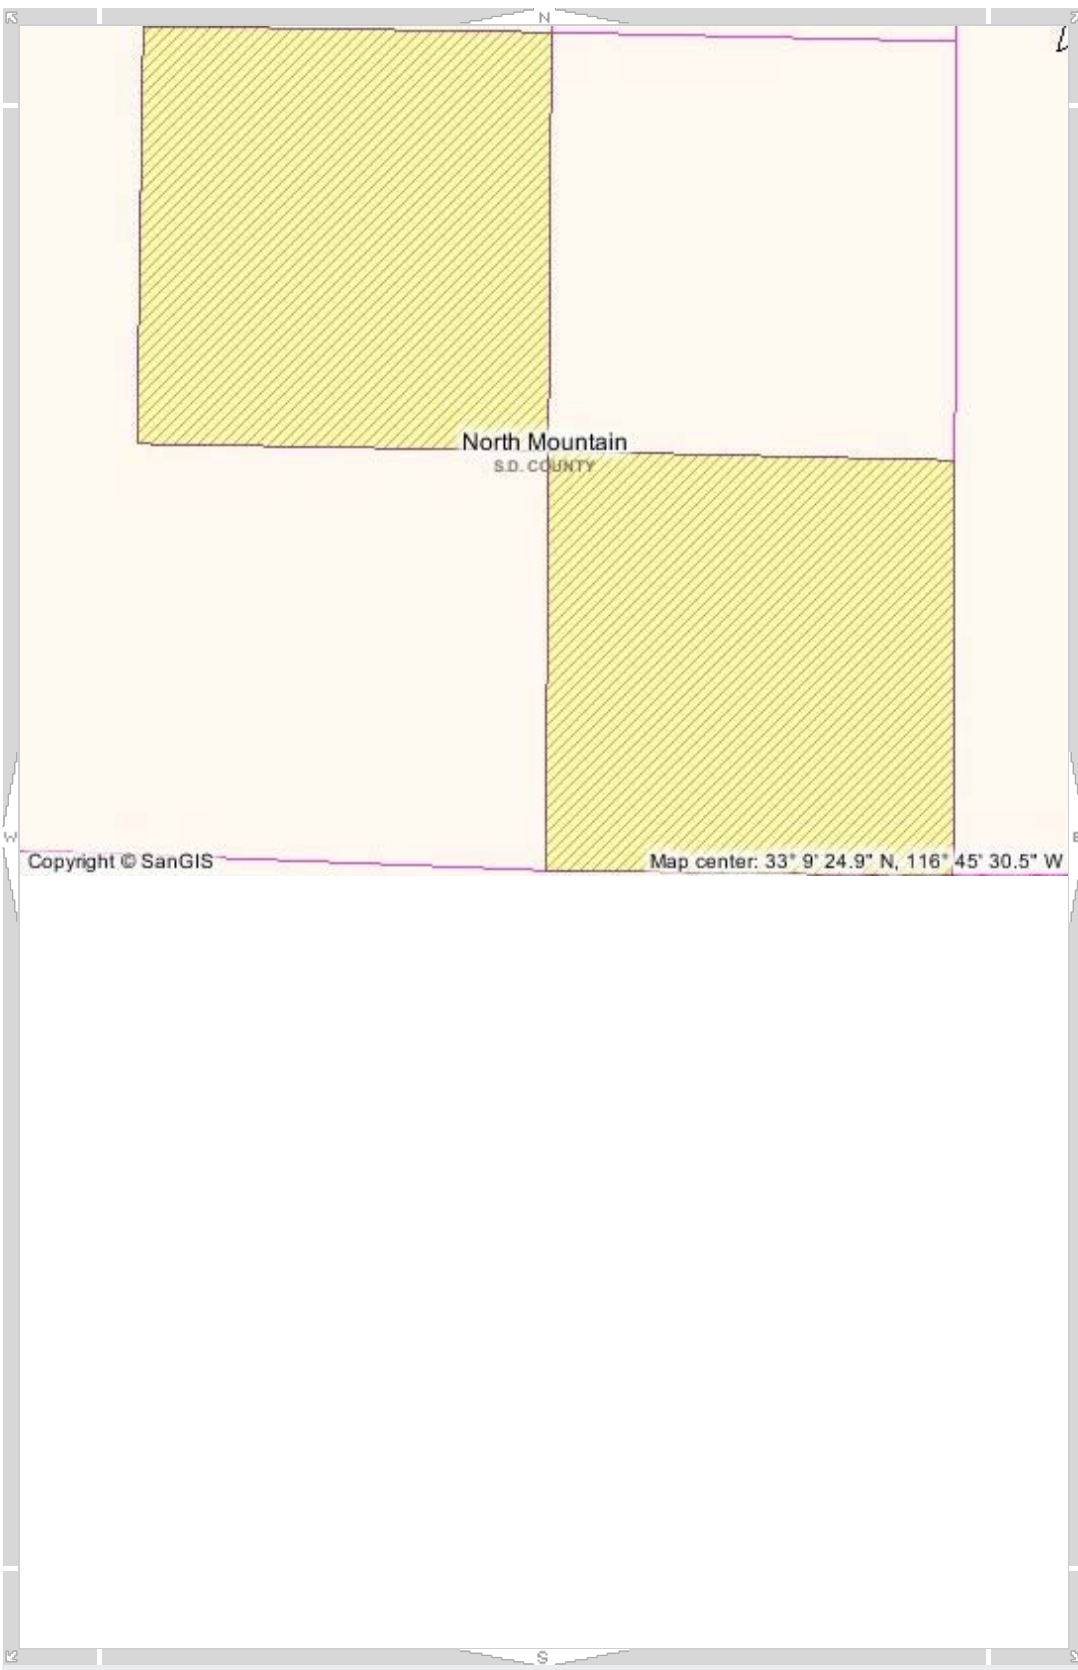 N
North Mountain
S.D. COUNTY
W
E
Copyright © SanGIS
Map center: 33° 9' 24.9" N, 116° 45' 30.5" W
S